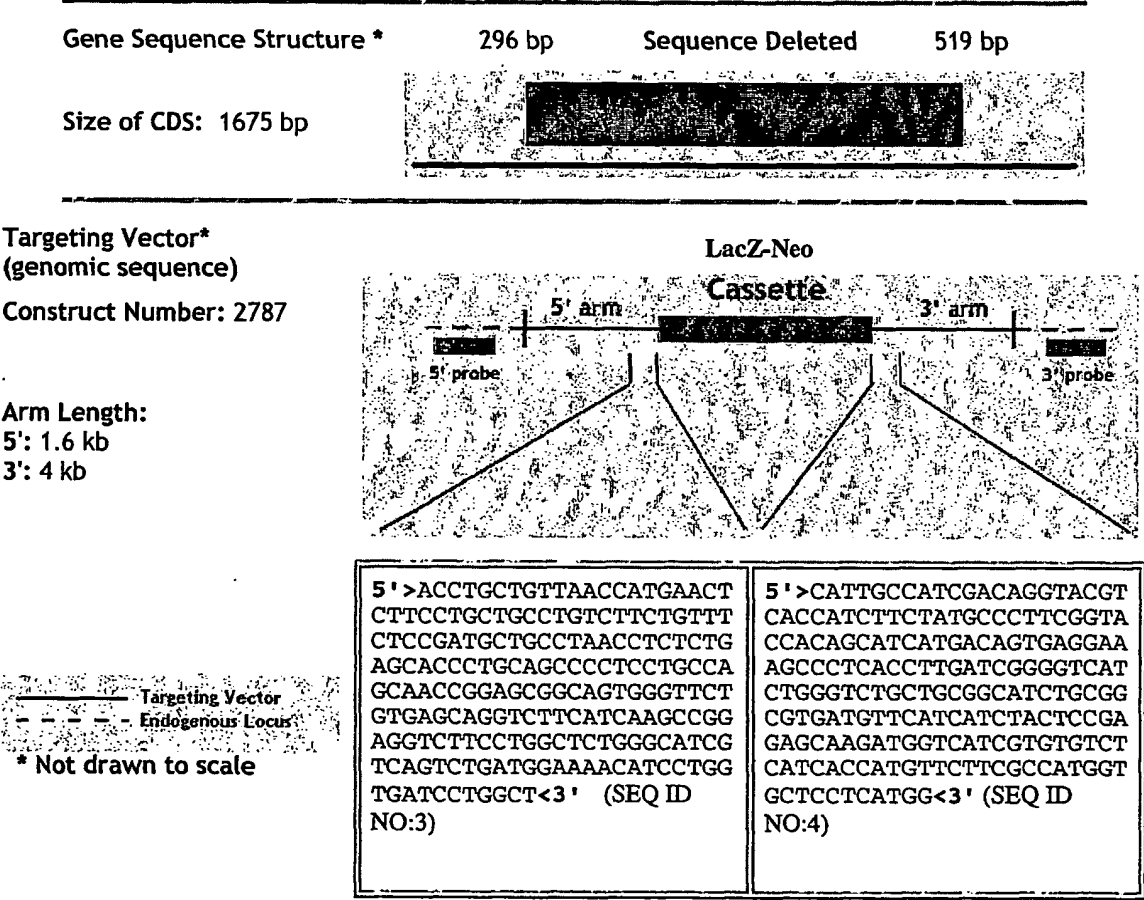 Gene Sequence Structure * 296 bp Sequence Deleted 519 bp
Size of CDS: 1675 bp
Targeting Vector*
(genomic sequence)
Construct Number: 2787
Arm Length:
5': 1.6 kb
3': 4 kb
LacZ-Neo
Cassette
5' arm
3' arm
5' probe
3' probe
Targeting Vector
Endogenous Locus
* Not drawn to scale
5'>ACCTGCTGTTAACCATGAACT
CTTCCTGCTGCCTGTCTTCTGTTT
CTCCGATGCTGCCTAACCTCTCTG
AGCACCCTGCAGCCCCTCCTGCCA
GCAACCGGAGCGGCAGTGGGTTCT
GTGAGCAGGTCTTCATCAAGCCGG
AGGTCTTCCTGGCTCTGGGCATCG
TCAGTCTGATGGAAAACATCCTGG
TGATCCTGGCT<3' (SEQ ID
NO:3)
5'>CATTGCCATCGACAGGTACGT
CACCATCTTCTATGCCCTTCGGTA
CCACAGCATCATGACAGTGAGGAA
AGCCCTCACCTTGATCGGGGTCAT
CTGGGTCTGCTGCGGCATCTGCGG
CGTGATGTTCATCATCTACTCCGA
GAGCAAGATGGTCATCGTGTGTCT
CATCACCATGTTCTTCGCCATGGT
GCTCCTCATGG<3' (SEQ ID
NO:4)